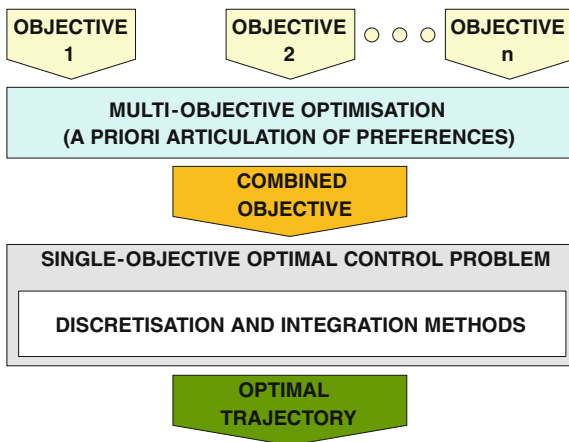 OBJECTIVE
1
OBJECTIVE
2
OBJECTIVE
n
MULTI-OBJECTIVE OPTIMISATION
(A PRIORI ARTICULATION OF PREFERENCES)
COMBINED
OBJECTIVE
SINGLE-OBJECTIVE OPTIMAL CONTROL PROBLEM
DISCRETISATION AND INTEGRATION METHODS
OPTIMAL
TRAJECTORY